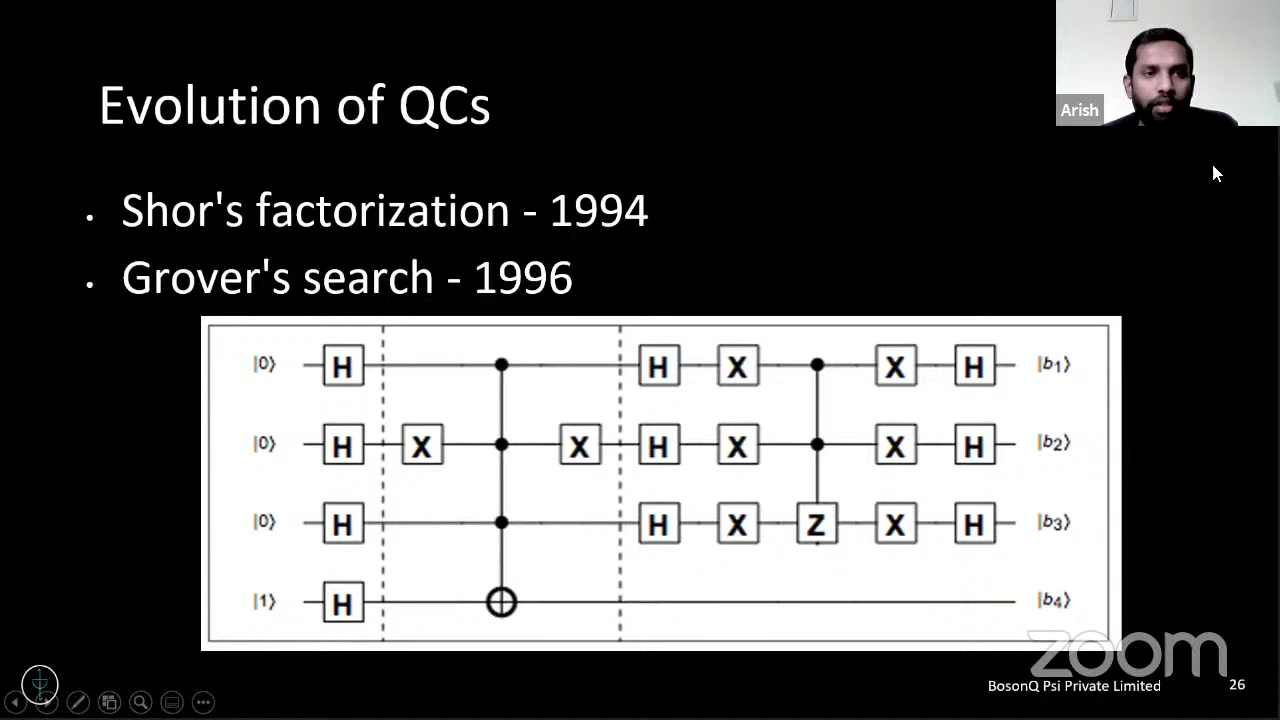 Evolution of QCs
Arish
• Shor's factorization - 1994
• Grover's search - 1996
|0⟩ H H X X H |b1⟩
|0⟩ H X X H X X H |b2⟩
|0⟩ H H X Z X H |b3⟩
|1⟩ H |b4⟩
zoom
BosonQ Psi Private Limited 26